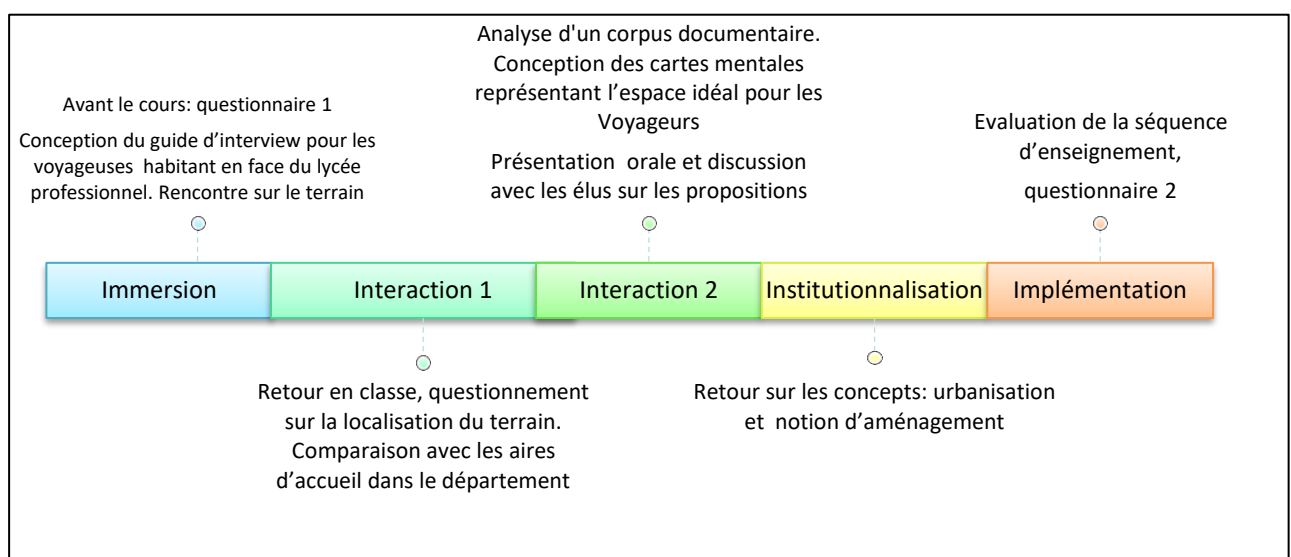 Avant le cours: questionnaire 1
Conception du guide d’interview pour les
voyageuses habitant en face du lycée
professionnel. Rencontre sur le terrain
Analyse d'un corpus documentaire.
Conception des cartes mentales
représentant l’espace idéal pour les
Voyageurs
Présentation orale et discussion
avec les élus sur les propositions
Evaluation de la séquence
d’enseignement,
questionnaire 2
Immersion
Interaction 1
Interaction 2
Institutionnalisation
Implémentation
Retour en classe, questionnement
sur la localisation du terrain.
Comparaison avec les aires
d’accueil dans le département
Retour sur les concepts: urbanisation
et notion d’aménagement